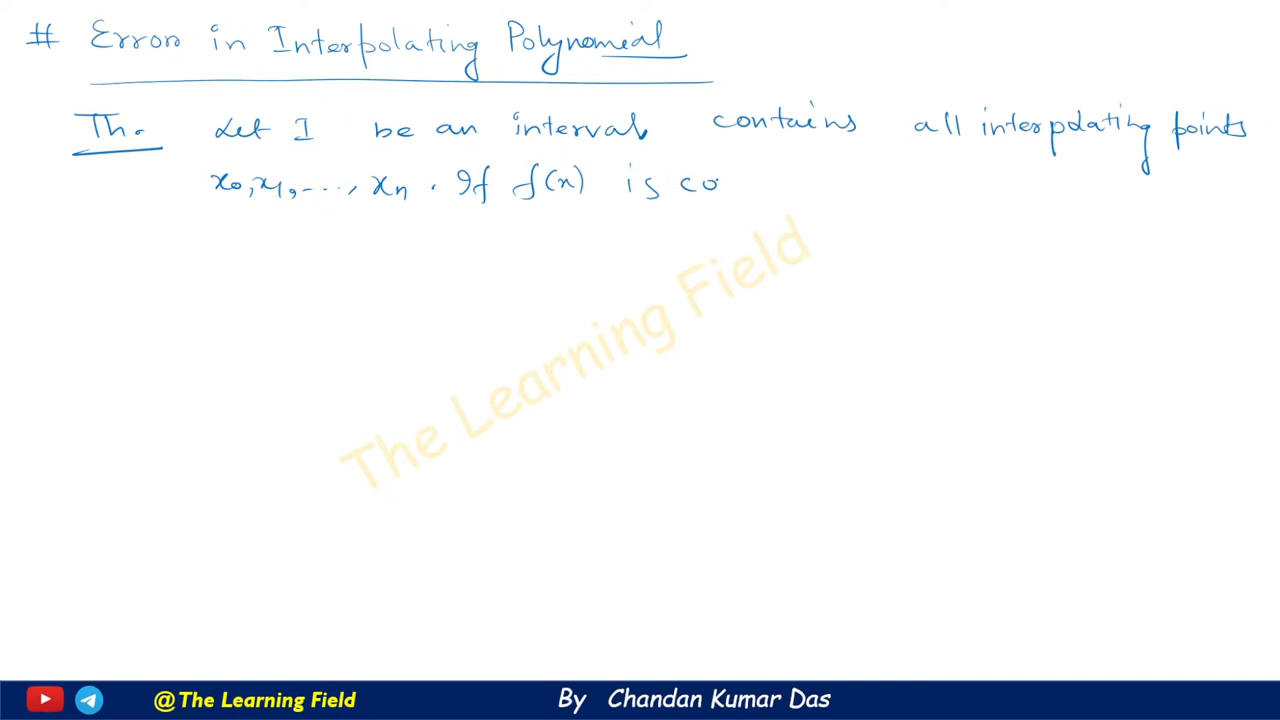 # Error in Interpolating Polynomial
Th. Let I be an interval contains all interpolating points
x₀, x₁, ..., xₙ. If f(x) is co
The Learning Field
@The Learning Field By Chandan Kumar Das